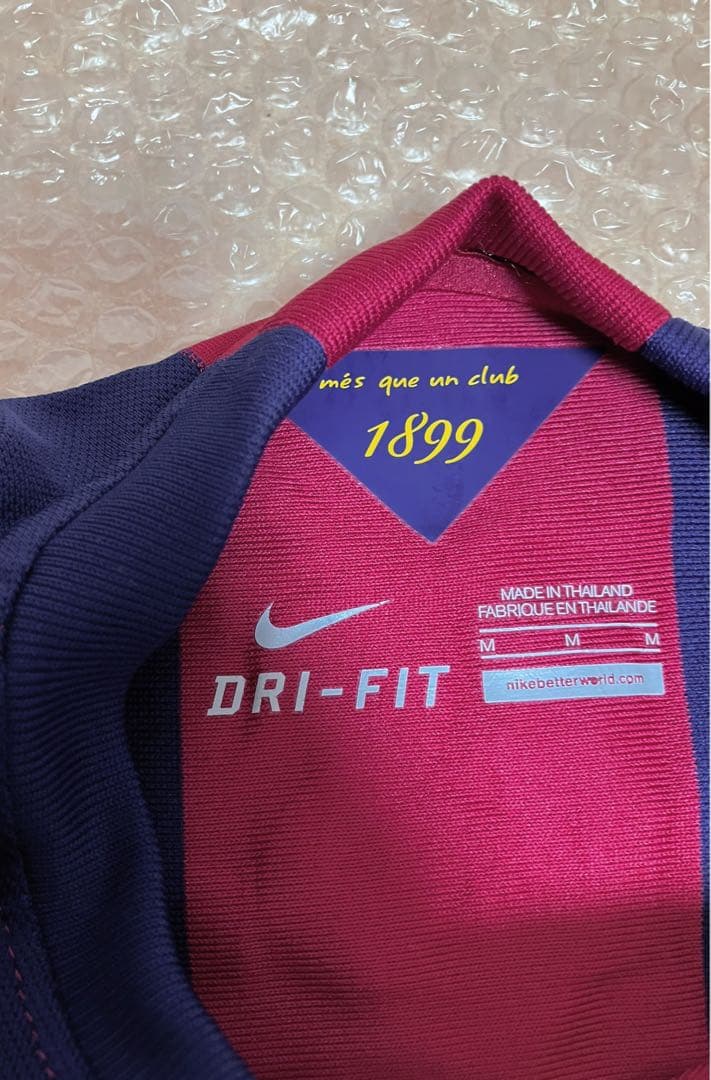 més que un club
1899
DRI-FIT
MADE IN THAILAND
FABRIQUE EN THAILANDE
M M M
nikebetterworld.com